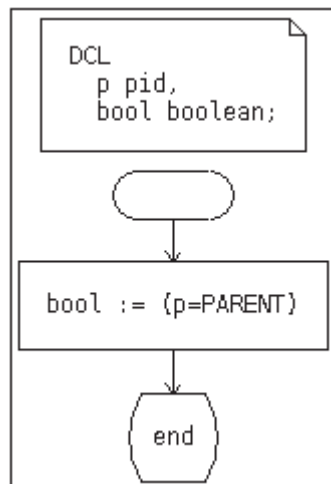 DCL
p pid,
bool boolean;
bool := (p=PARENT)
end